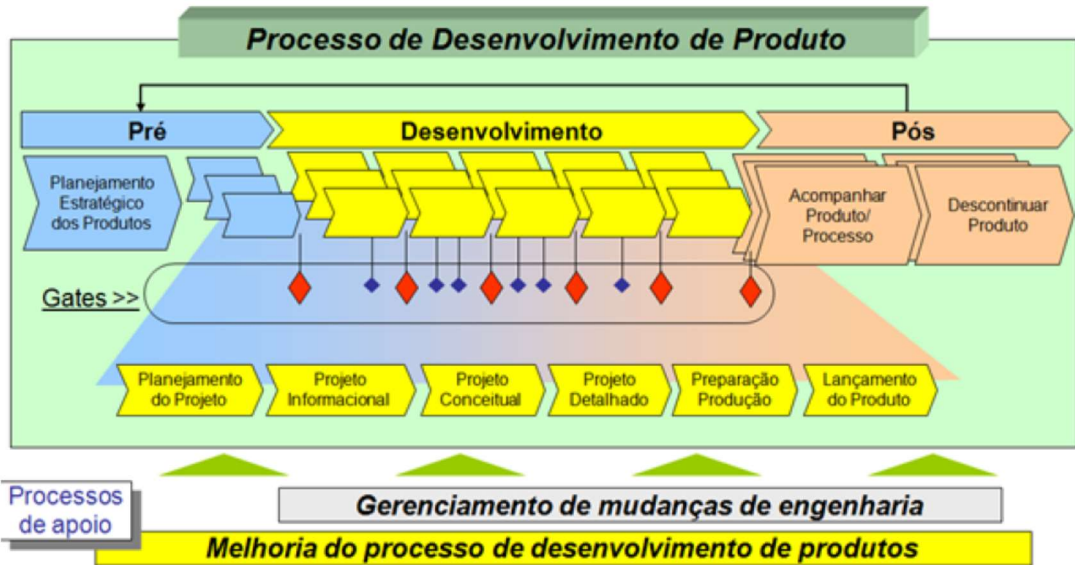 Processo de Desenvolvimento de Produto
Pré
Desenvolvimento
Pós
Planejamento
Estratégico
dos Produtos
Acompanhar
Produto/
Processo
Descontinuar
Produto
Gates >>
Planejamento
do Projeto
Projeto
Informacional
Projeto
Conceitual
Projeto
Detalhado
Preparação
Produção
Lançamento
do Produto
Processos
de apoio
Gerenciamento de mudanças de engenharia
Melhoria do processo de desenvolvimento de produtos